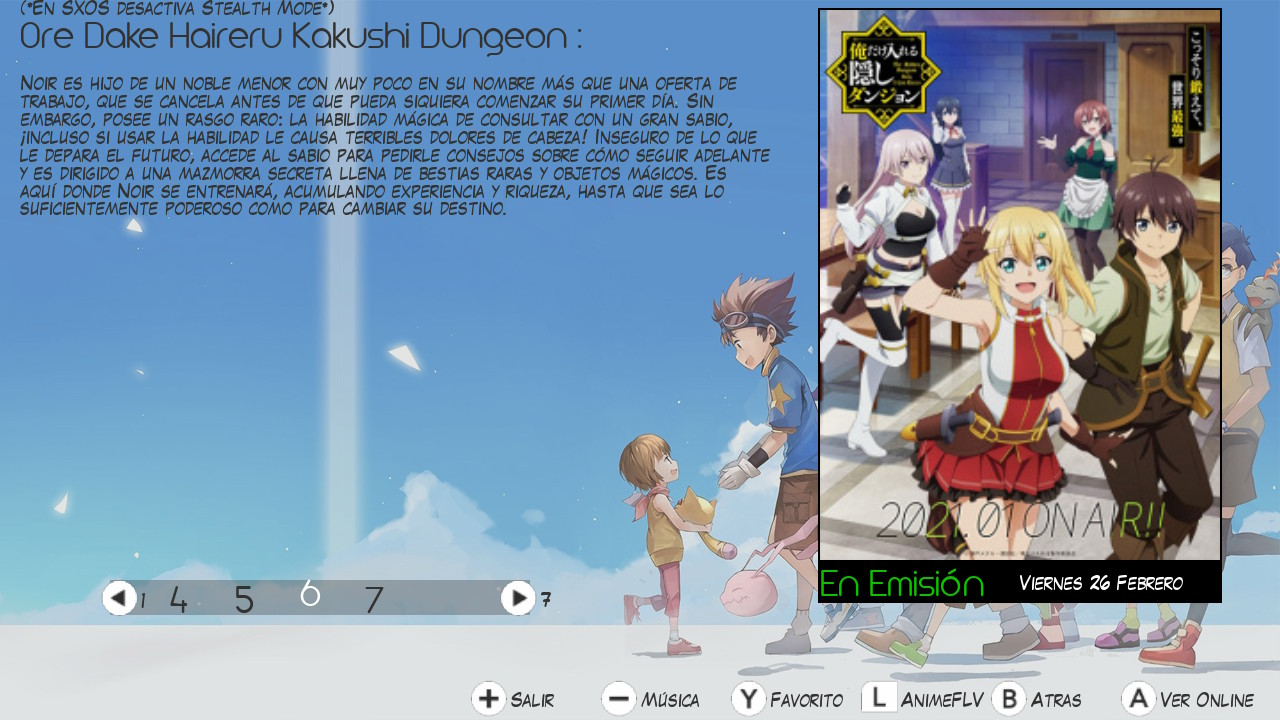 (*En SXOS desactiva Stealth Mode*)
Ore Dake Haireru Kakushi Dungeon :
Noir es hijo de un noble menor con muy poco en su nombre más que una oferta de
trabajo, que se cancela antes de que pueda siquiera comenzar su primer día. Sin
embargo, posee un rasgo raro: la habilidad mágica de consultar con un gran sabio,
¡incluso si usar la habilidad le causa terribles dolores de cabeza! Inseguro de lo que
le depara el futuro, accede al sabio para pedirle consejos sobre cómo seguir adelante
y es dirigido a una mazmorra secreta llena de bestias raras y objetos mágicos. Es
aquí donde Noir se entrenará, acumulando experiencia y riqueza, hasta que sea lo
suficientemente poderoso como para cambiar su destino.
俺だけ入れる
隠し
ダンジョン
こっそり鍛えて、
世界最強。
2021.01 ON AIR!!
En Emisión
Viernes 26 Febrero
1 4 5 6 7 7
+ Salir
− Música
Y Favorito
L AnimeFLV
B Atras
A Ver Online